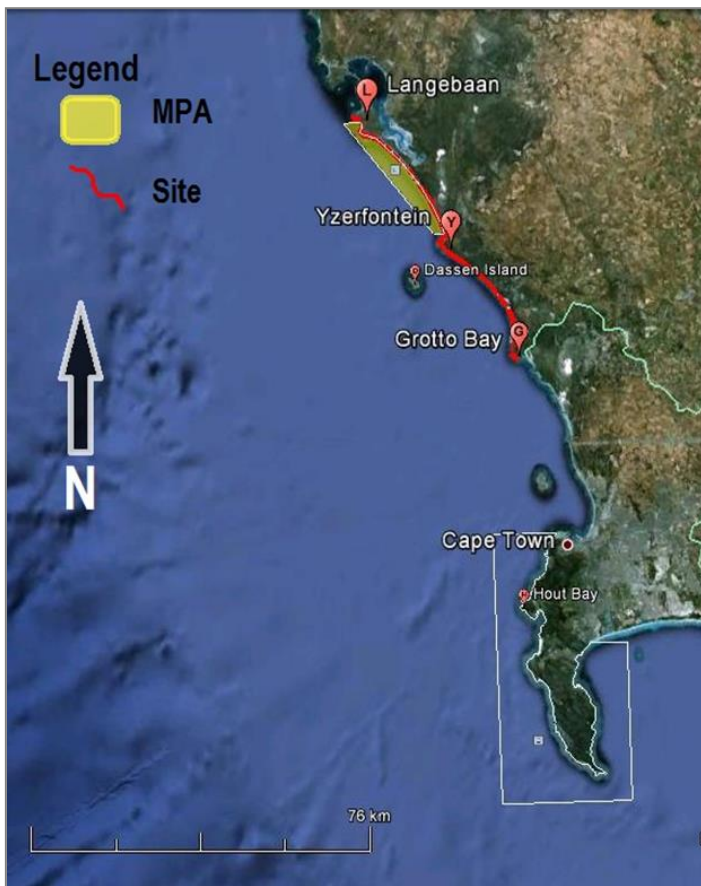 Legend
MPA
Site
L
Langebaan
Yzerfontein
Y
Dassen Island
Grotto Bay
G
N
Cape Town
Hout Bay
76 km